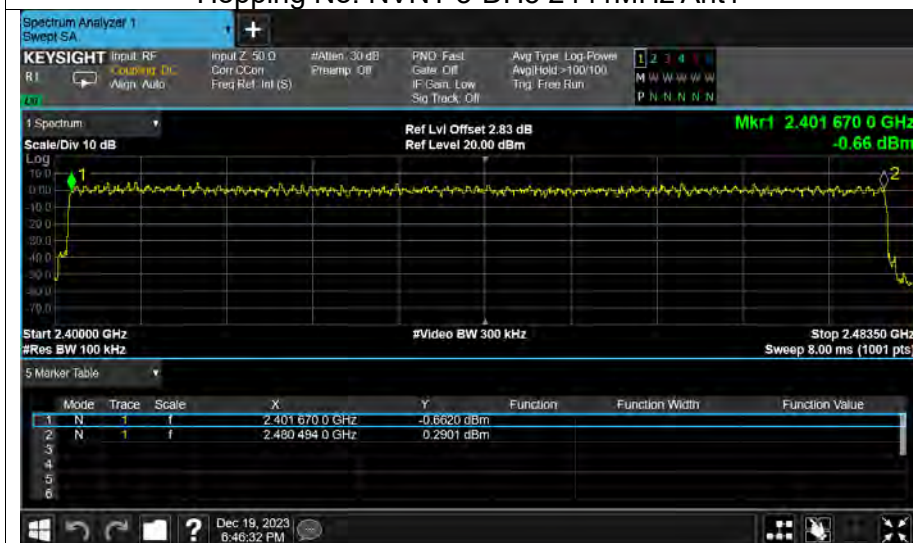 Hopping No. NVNT 3-DH5 2441MHz Ant1
Spectrum Analyzer 1
Swept SA
+
KEYSIGHT Input: RF Input Z: 50 Ω #Atten: 30 dB PNO: Fast Avg Type: Log-Power 1 2 3 4
R1 Coupling: DC Corr CCorr Preamp: Off Gate: Off Avg|Hold >100/100 M W W W W W
Align: Auto Freq Ref: Int (S) IF Gain: Low Trig: Free Run
Sig Track: Off P N N N N N
1 Spectrum Ref Lvl Offset 2.83 dB Mkr1 2.401 670 0 GHz
Scale/Div 10 dB Ref Level 20.00 dBm -0.66 dBm
Log
10.0
1
2
0.00
-10.0
-20.0
-30.0
-40.0
-50.0
-60.0
-70.0
Start 2.40000 GHz #Video BW 300 kHz Stop 2.48350 GHz
#Res BW 100 kHz Sweep 8.00 ms (1001 pts)
5 Marker Table
Mode Trace Scale X Y Function Function Width Function Value
1 N 1 f 2.401 670 0 GHz -0.6620 dBm
2 N 1 f 2.480 494 0 GHz 0.2901 dBm
3
4
5
6
? Dec 19, 2023
6:46:32 PM